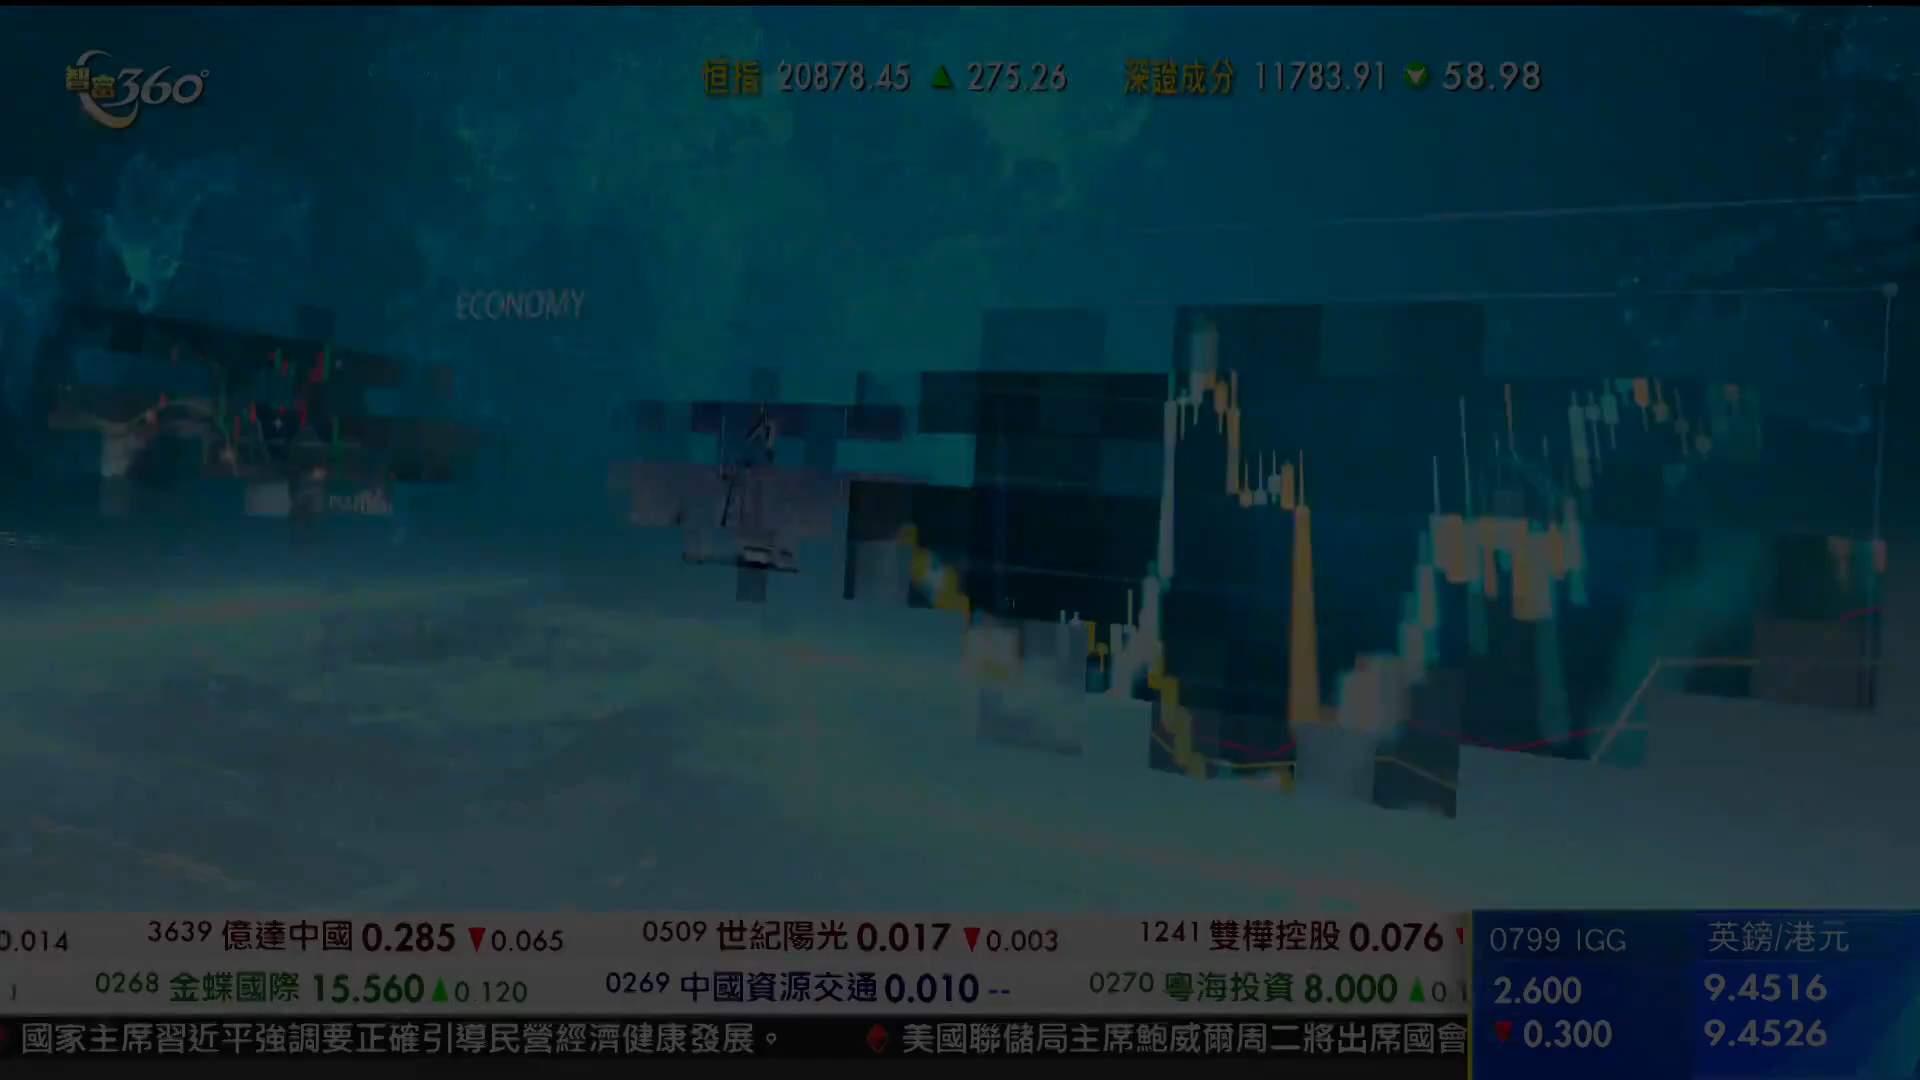 智富360°
恒指 20878.45 ▲ 275.26 深證成分 11783.91 ▼ 58.98
ECONOMY
0.014 3639 億達中國 0.285 ▼0.065 0509 世紀陽光 0.017 ▼0.003 1241 雙樺控股 0.076
0268 金蝶國際 15.560 ▲0.120 0269 中國資源交通 0.010 -- 0270 粵海投資 8.000 ▲
國家主席習近平強調要正確引導民營經濟健康發展。 美國聯儲局主席鮑威爾周二將出席國會
0799 IGG
2.600
▼ 0.300
英鎊/港元
9.4516
9.4526